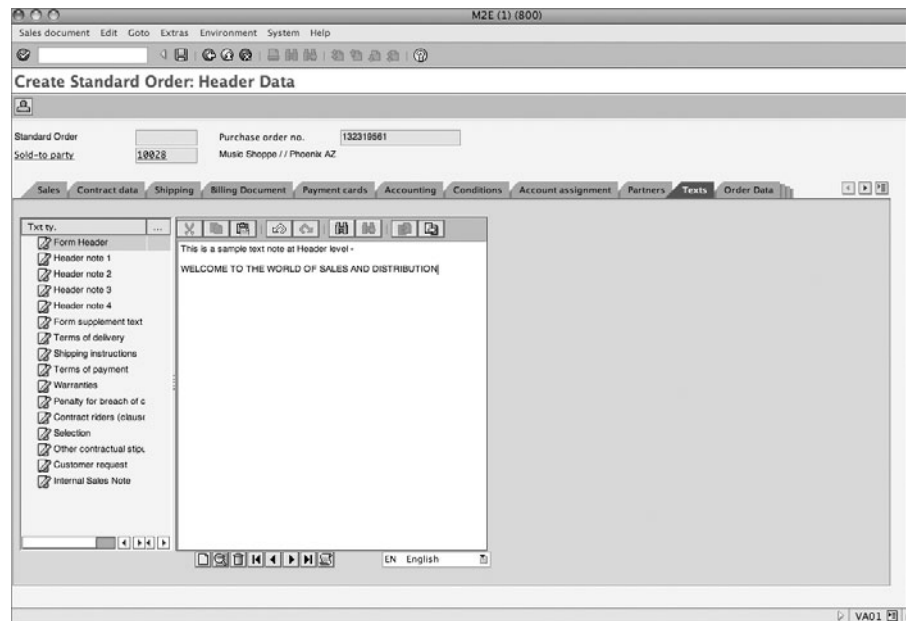 M2E (1) (800)
Sales document Edit Goto Extras Environment System Help
Create Standard Order: Header Data
Standard Order Purchase order no. 132319561
Sold-to party 10028 Music Shoppe / / Phoenix AZ
Sales Contract data Shipping Billing Document Payment cards Accounting Conditions Account assignment Partners Texts Order Data
Txt ty. ...
Form Header
Header note 1
Header note 2
Header note 3
Header note 4
Form supplement text
Terms of delivery
Shipping instructions
Terms of payment
Warranties
Penalty for breach of c
Contract riders (clause
Selection
Other contractual stipu
Customer request
Internal Sales Note
This is a sample text note at Header level -
WELCOME TO THE WORLD OF SALES AND DISTRIBUTION
EN English
VA01